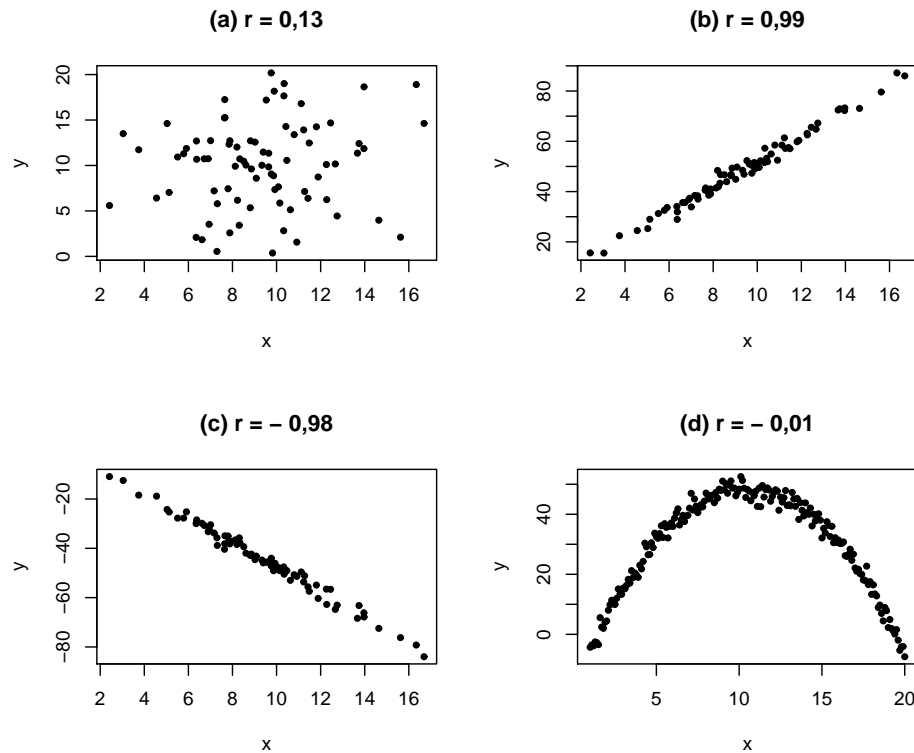 (a) r = 0,13
y
0 5 10 15 20
2 4 6 8 10 12 14 16
x
(b) r = 0,99
y
20 40 60 80
2 4 6 8 10 12 14 16
x
(c) r = − 0,98
y
−80 −60 −40 −20
2 4 6 8 10 12 14 16
x
(d) r = − 0,01
y
0 20 40
5 10 15 20
x